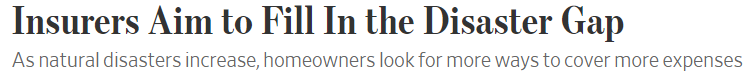 Insurers Aim to Fill In the Disaster Gap
As natural disasters increase, homeowners look for more ways to cover more expenses